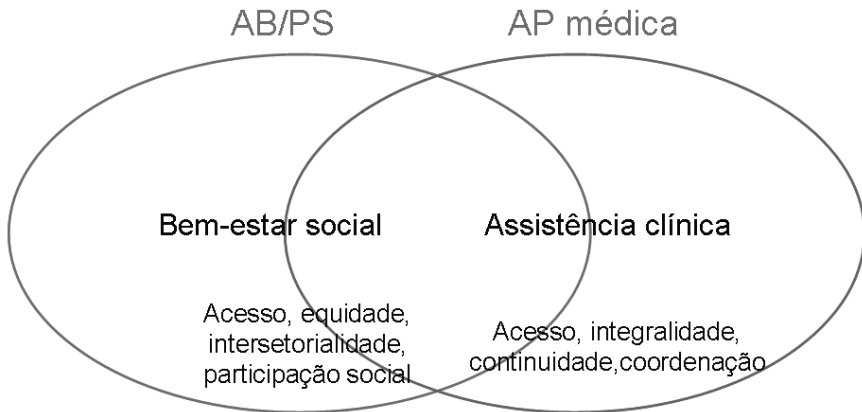 AB/PS
AP médica
Bem-estar social
Assistência clínica
Acesso, equidade,
intersetorialidade,
participação social
Acesso, integralidade,
continuidade,coordenação